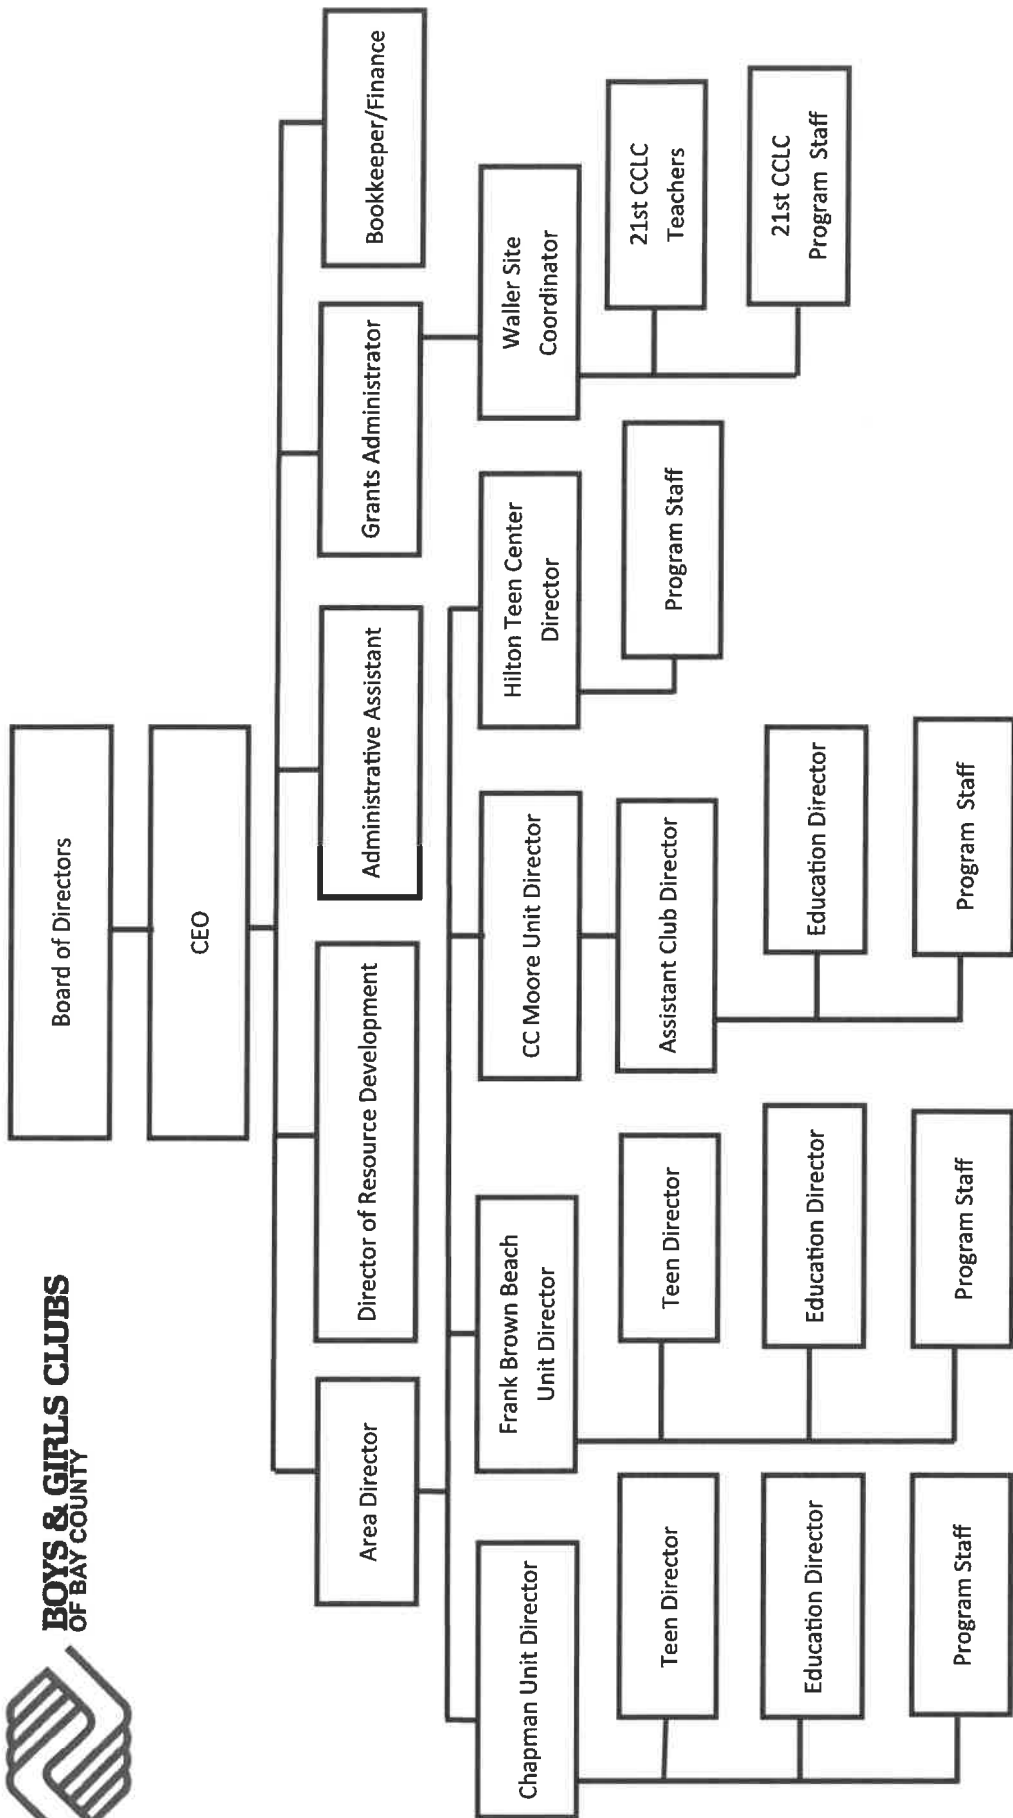 BOYS & GIRLS CLUBS
OF BAY COUNTY
Board of Directors
CEO
Area Director
Director of Resource Development
Administrative Assistant
Grants Administrator
Bookkeeper/Finance
Chapman Unit Director
Frank Brown Beach
Unit Director
CC Moore Unit Director
Hilton Teen Center
Director
Waller Site
Coordinator
Teen Director
Teen Director
Assistant Club Director
Program Staff
21st CCLC
Teachers
Education Director
Education Director
Education Director
21st CCLC
Program Staff
Program Staff
Program Staff
Program Staff